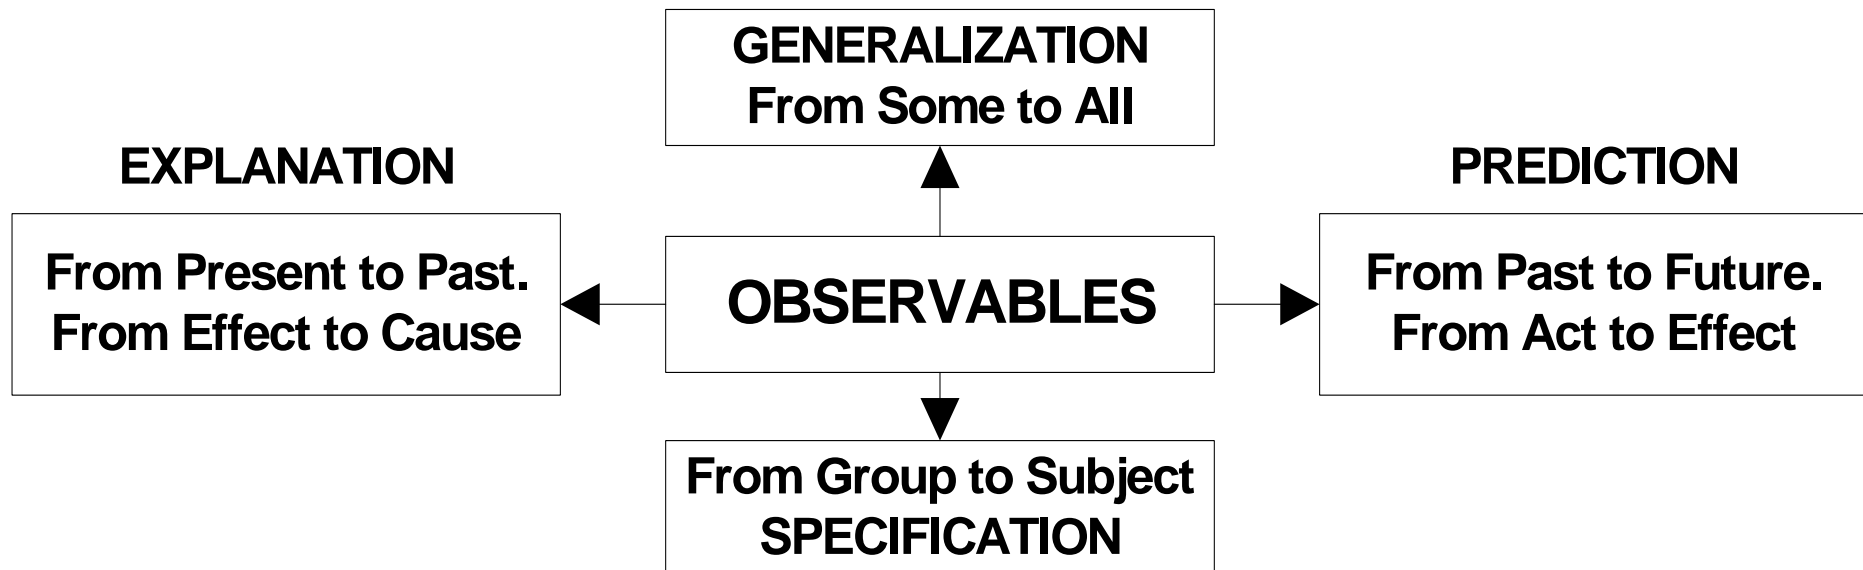 GENERALIZATION
From Some to All
EXPLANATION
From Present to Past.
From Effect to Cause
OBSERVABLES
PREDICTION
From Past to Future.
From Act to Effect
From Group to Subject
SPECIFICATION